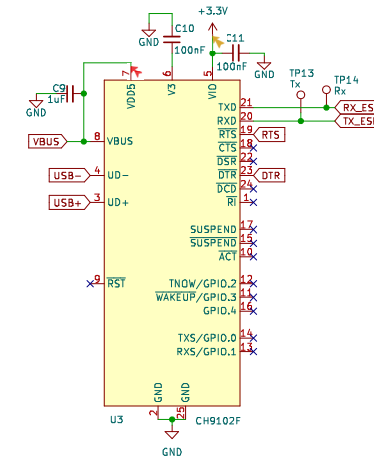 +3.3V
C10
100nF
GND
C11
100nF
GND
C9
1uF
GND
TP13
Tx
TP14
Rx
7
6
5
VDD5
V3
VIO
VBUS
8
VBUS
USB-
4
UD-
USB+
3
UD+
9
RST
TXD
21
RX_ES
RXD
20
TX_ES
RTS
19
RTS
CTS
18
DSR
22
DTR
23
DTR
DCD
24
RI
1
SUSPEND
17
SUSPEND
15
ACT
10
TNOW/GPIO.2
12
WAKEUP/GPIO.3
11
GPIO.4
16
TXS/GPIO.0
14
RXS/GPIO.1
13
GND
GND
2
25
U3
CH9102F
GND